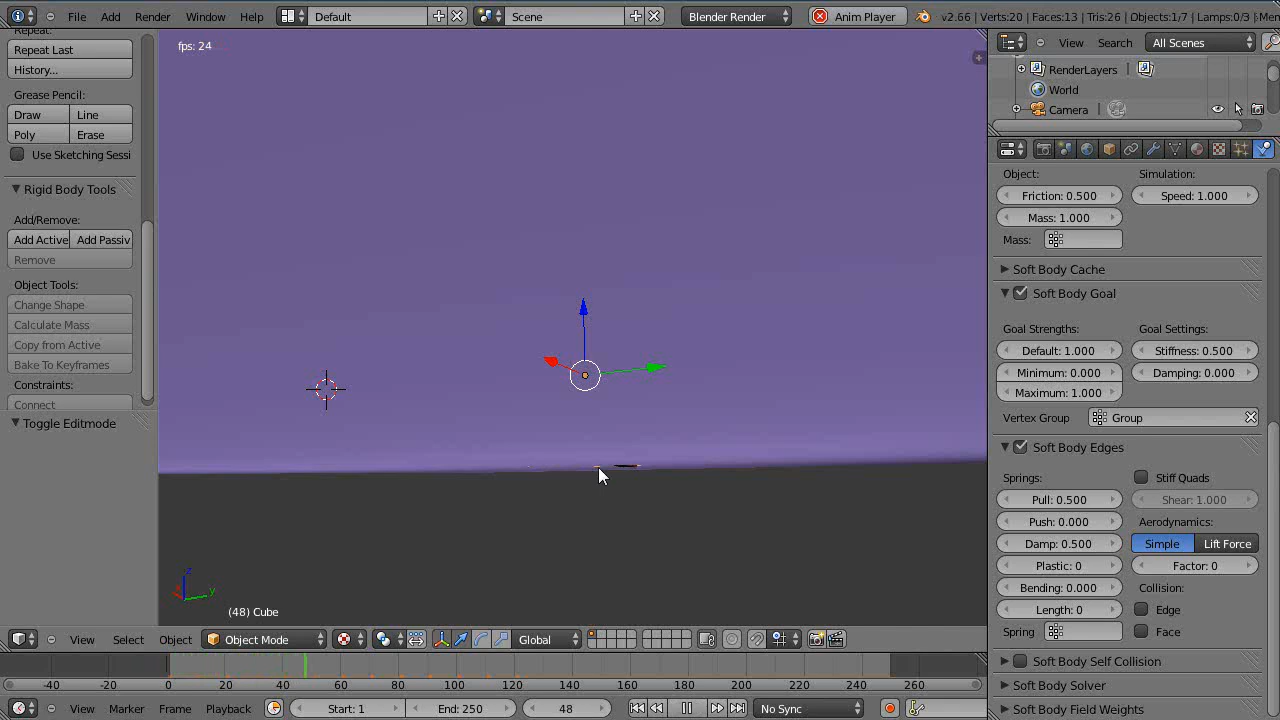 File Add Render Window Help Default Scene Blender Render Anim Player v2.66 | Verts:20 | Faces:13 | Tris:26 | Objects:1/7 | Lamps:0/3 |
Repeat:
Repeat Last
History...
Grease Pencil:
Draw Line
Poly Erase
Use Sketching Sessi
Rigid Body Tools
Add/Remove:
Add Active Add Passiv
Remove
Object Tools:
Change Shape
Calculate Mass
Copy from Active
Bake To Keyframes
Constraints:
Connect
Toggle Editmode
fps: 24
(48) Cube
z
y
View Search All Scenes
RenderLayers
World
Camera
Object: Simulation:
Friction: 0.500 Speed: 1.000
Mass: 1.000
Mass:
Soft Body Cache
Soft Body Goal
Goal Strengths: Goal Settings:
Default: 1.000 Stiffness: 0.500
Minimum: 0.000 Damping: 0.000
Maximum: 1.000
Vertex Group Group
Soft Body Edges
Springs: Stiff Quads
Pull: 0.500 Shear: 1.000
Push: 0.000 Aerodynamics:
Damp: 0.500 Simple Lift Force
Plastic: 0 Factor: 0
Bending: 0.000 Collision:
Length: 0 Edge
Spring Face
Soft Body Self Collision
Soft Body Solver
Soft Body Field Weights
View Select Object Object Mode Global
-40 -20 0 20 40 60 80 100 120 140 160 180 200 220 240 260
View Marker Frame Playback Start: 1 End: 250 48 No Sync